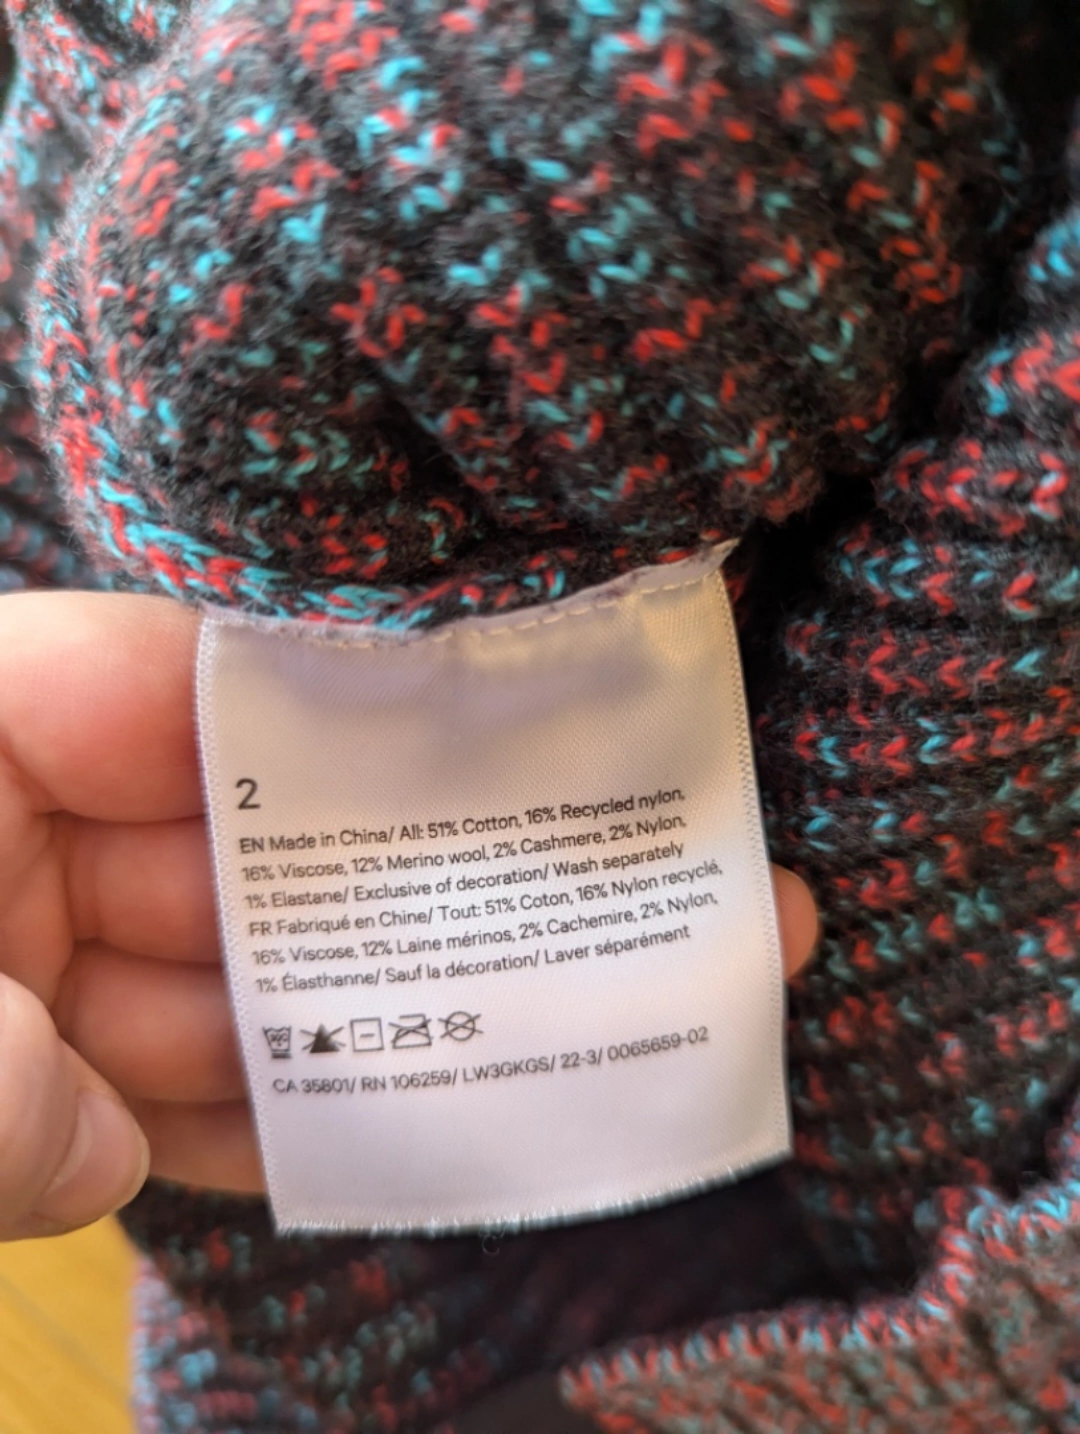 2
EN Made in China/ All: 51% Cotton, 16% Recycled nylon,
16% Viscose, 12% Merino wool, 2% Cashmere, 2% Nylon,
1% Elastane/ Exclusive of decoration/ Wash separately
FR Fabriqué en Chine/ Tout: 51% Coton, 16% Nylon recyclé,
16% Viscose, 12% Laine mérinos, 2% Cachemire, 2% Nylon,
1% Élasthanne/ Sauf la décoration/ Laver séparément
CA 35801/ RN 106259/ LW3GKGS/ 22-3/ 0065659-02